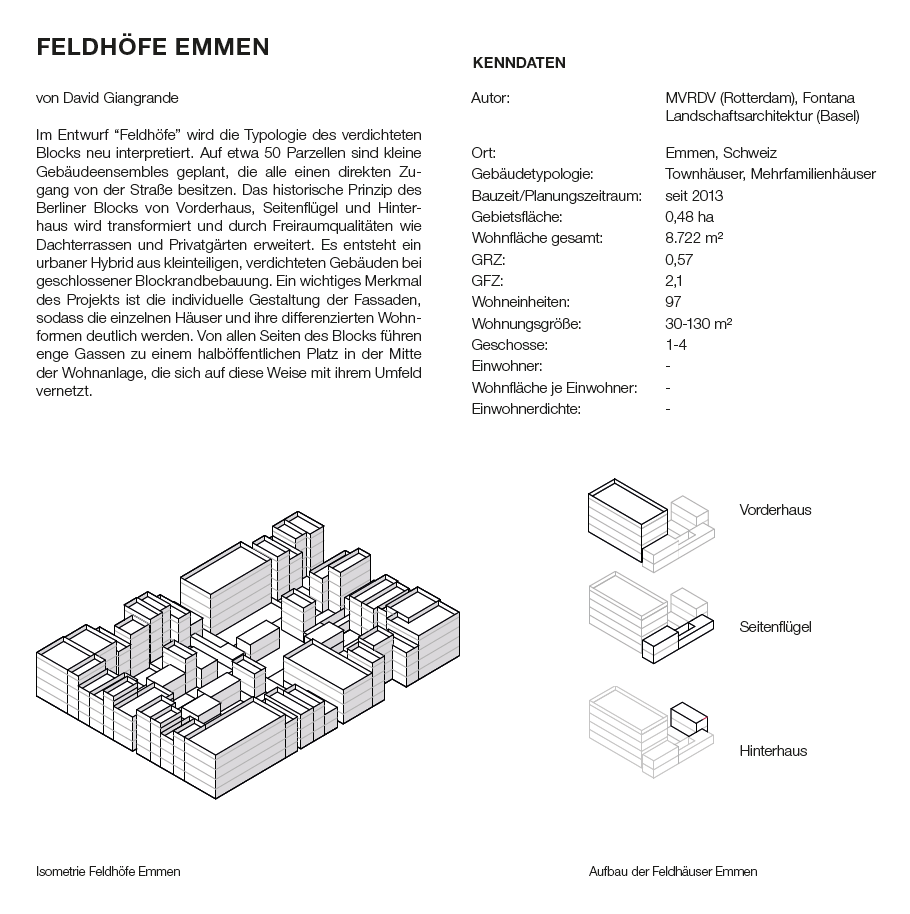 FELDHÖFE EMMEN
von David Giangrande
Im Entwurf “Feldhöfe” wird die Typologie des verdichteten
Blocks neu interpretiert. Auf etwa 50 Parzellen sind kleine
Gebäudeensembles geplant, die alle einen direkten Zu-
gang von der Straße besitzen. Das historische Prinzip des
Berliner Blocks von Vorderhaus, Seitenflügel und Hinter-
haus wird transformiert und durch Freiraumqualitäten wie
Dachterrassen und Privatgärten erweitert. Es entsteht ein
urbaner Hybrid aus kleinteiligen, verdichteten Gebäuden bei
geschlossener Blockrandbebauung. Ein wichtiges Merkmal
des Projekts ist die individuelle Gestaltung der Fassaden,
sodass die einzelnen Häuser und ihre differenzierten Wohn-
formen deutlich werden. Von allen Seiten des Blocks führen
enge Gassen zu einem halböffentlichen Platz in der Mitte
der Wohnanlage, die sich auf diese Weise mit ihrem Umfeld
vernetzt.
KENNDATEN
Autor: MVRDV (Rotterdam), Fontana
Landschaftsarchitektur (Basel)
Ort: Emmen, Schweiz
Gebäudetypologie: Townhäuser, Mehrfamilienhäuser
Bauzeit/Planungszeitraum: seit 2013
Gebietsfläche: 0,48 ha
Wohnfläche gesamt: 8.722 m²
GRZ: 0,57
GFZ: 2,1
Wohneinheiten: 97
Wohnungsgröße: 30-130 m²
Geschosse: 1-4
Einwohner: -
Wohnfläche je Einwohner: -
Einwohnerdichte: -
Vorderhaus
Seitenflügel
Hinterhaus
Isometrie Feldhöfe Emmen
Aufbau der Feldhäuser Emmen